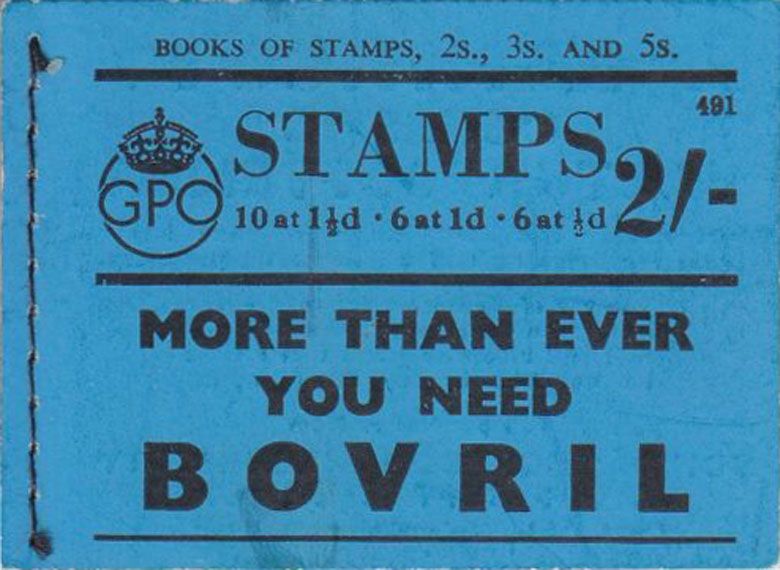 BOOKS OF STAMPS, 2s., 3s. AND 5s.
491
GPO
STAMPS 2/-
10 at 1½d · 6 at 1d · 6 at ½d
MORE THAN EVER
YOU NEED
BOVRIL